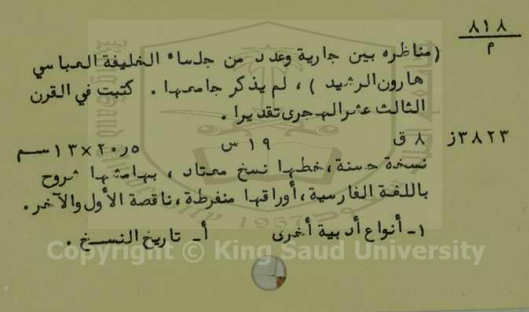 ٨١٨
م
(مناظره بين جارية وعدد من جلساء الخليفة العباسي
هارون الرشيد)، لم يذكر جامعها. كتبت في القرن
الثالث عشر الهجري تقديرا.
٣٨٢٣ز ٨ ق ١٩ س ٢٠٫٥×١٣سم
نسخة حسنة، خطها نسخ معتاد، بهامشها شروح
باللغة الفارسية، أوراقها منفرطة، ناقصة الأول والآخر.
١- أنواع أدبية أخرى أ- تاريخ النسخ.
Copyright © King Saud University
1957